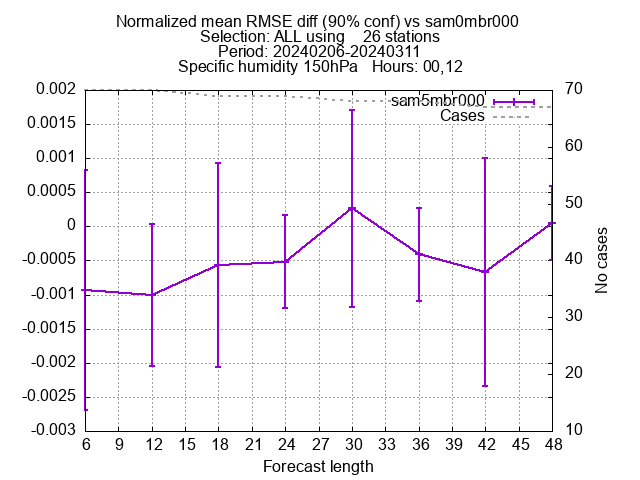 Normalized mean RMSE diff (90% conf) vs sam0mbr000
Selection: ALL using    26 stations
Period: 20240206-20240311
Specific humidity 150hPa   Hours: 00,12
0.002
0.0015
0.001
0.0005
0
-0.0005
-0.001
-0.0015
-0.002
-0.0025
-0.003
sam5mbr000
Cases
70
60
50
40
30
20
10
No cases
6 9 12 15 18 21 24 27 30 33 36 39 42 45 48
Forecast length